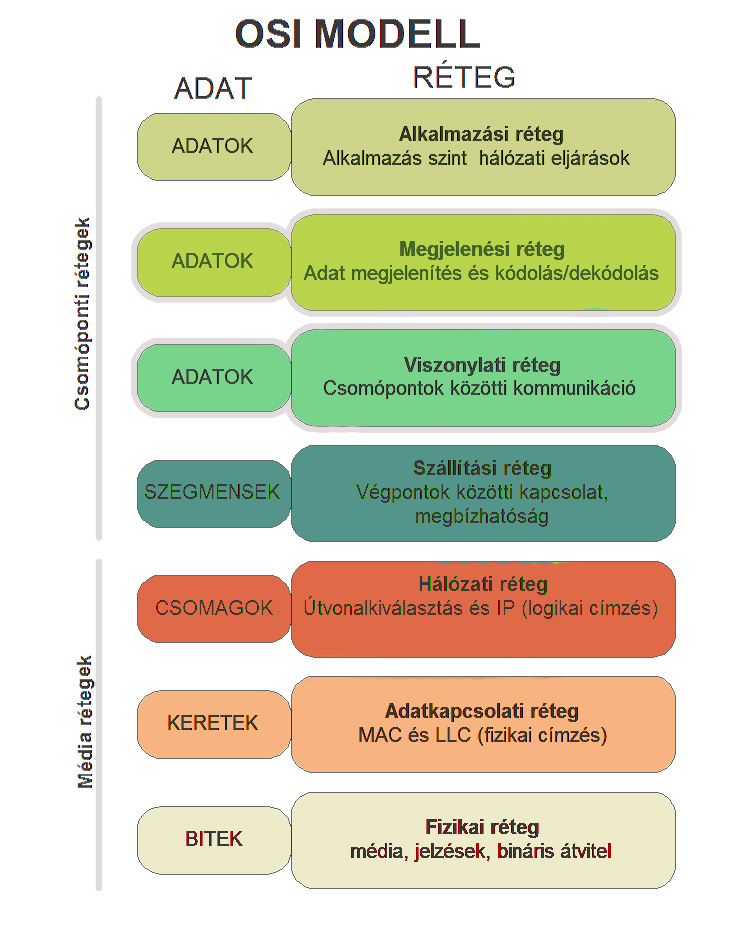 OSI MODELL
ADAT
RÉTEG
Csomóponti rétegek
ADATOK
Alkalmazási réteg
Alkalmazás szint hálózati eljárások
ADATOK
Megjelenési réteg
Adat megjelenítés és kódolás/dekódolás
ADATOK
Viszonylati réteg
Csomópontok közötti kommunikáció
SZEGMENSEK
Szállítási réteg
Végpontok közötti kapcsolat,
megbízhatóság
Média rétegek
CSOMAGOK
Hálózati réteg
Útvonalkiválasztás és IP (logikai címzés)
KERETEK
Adatkapcsolati réteg
MAC és LLC (fizikai címzés)
BITEK
Fizikai réteg
média, jelzések, bináris átvitel